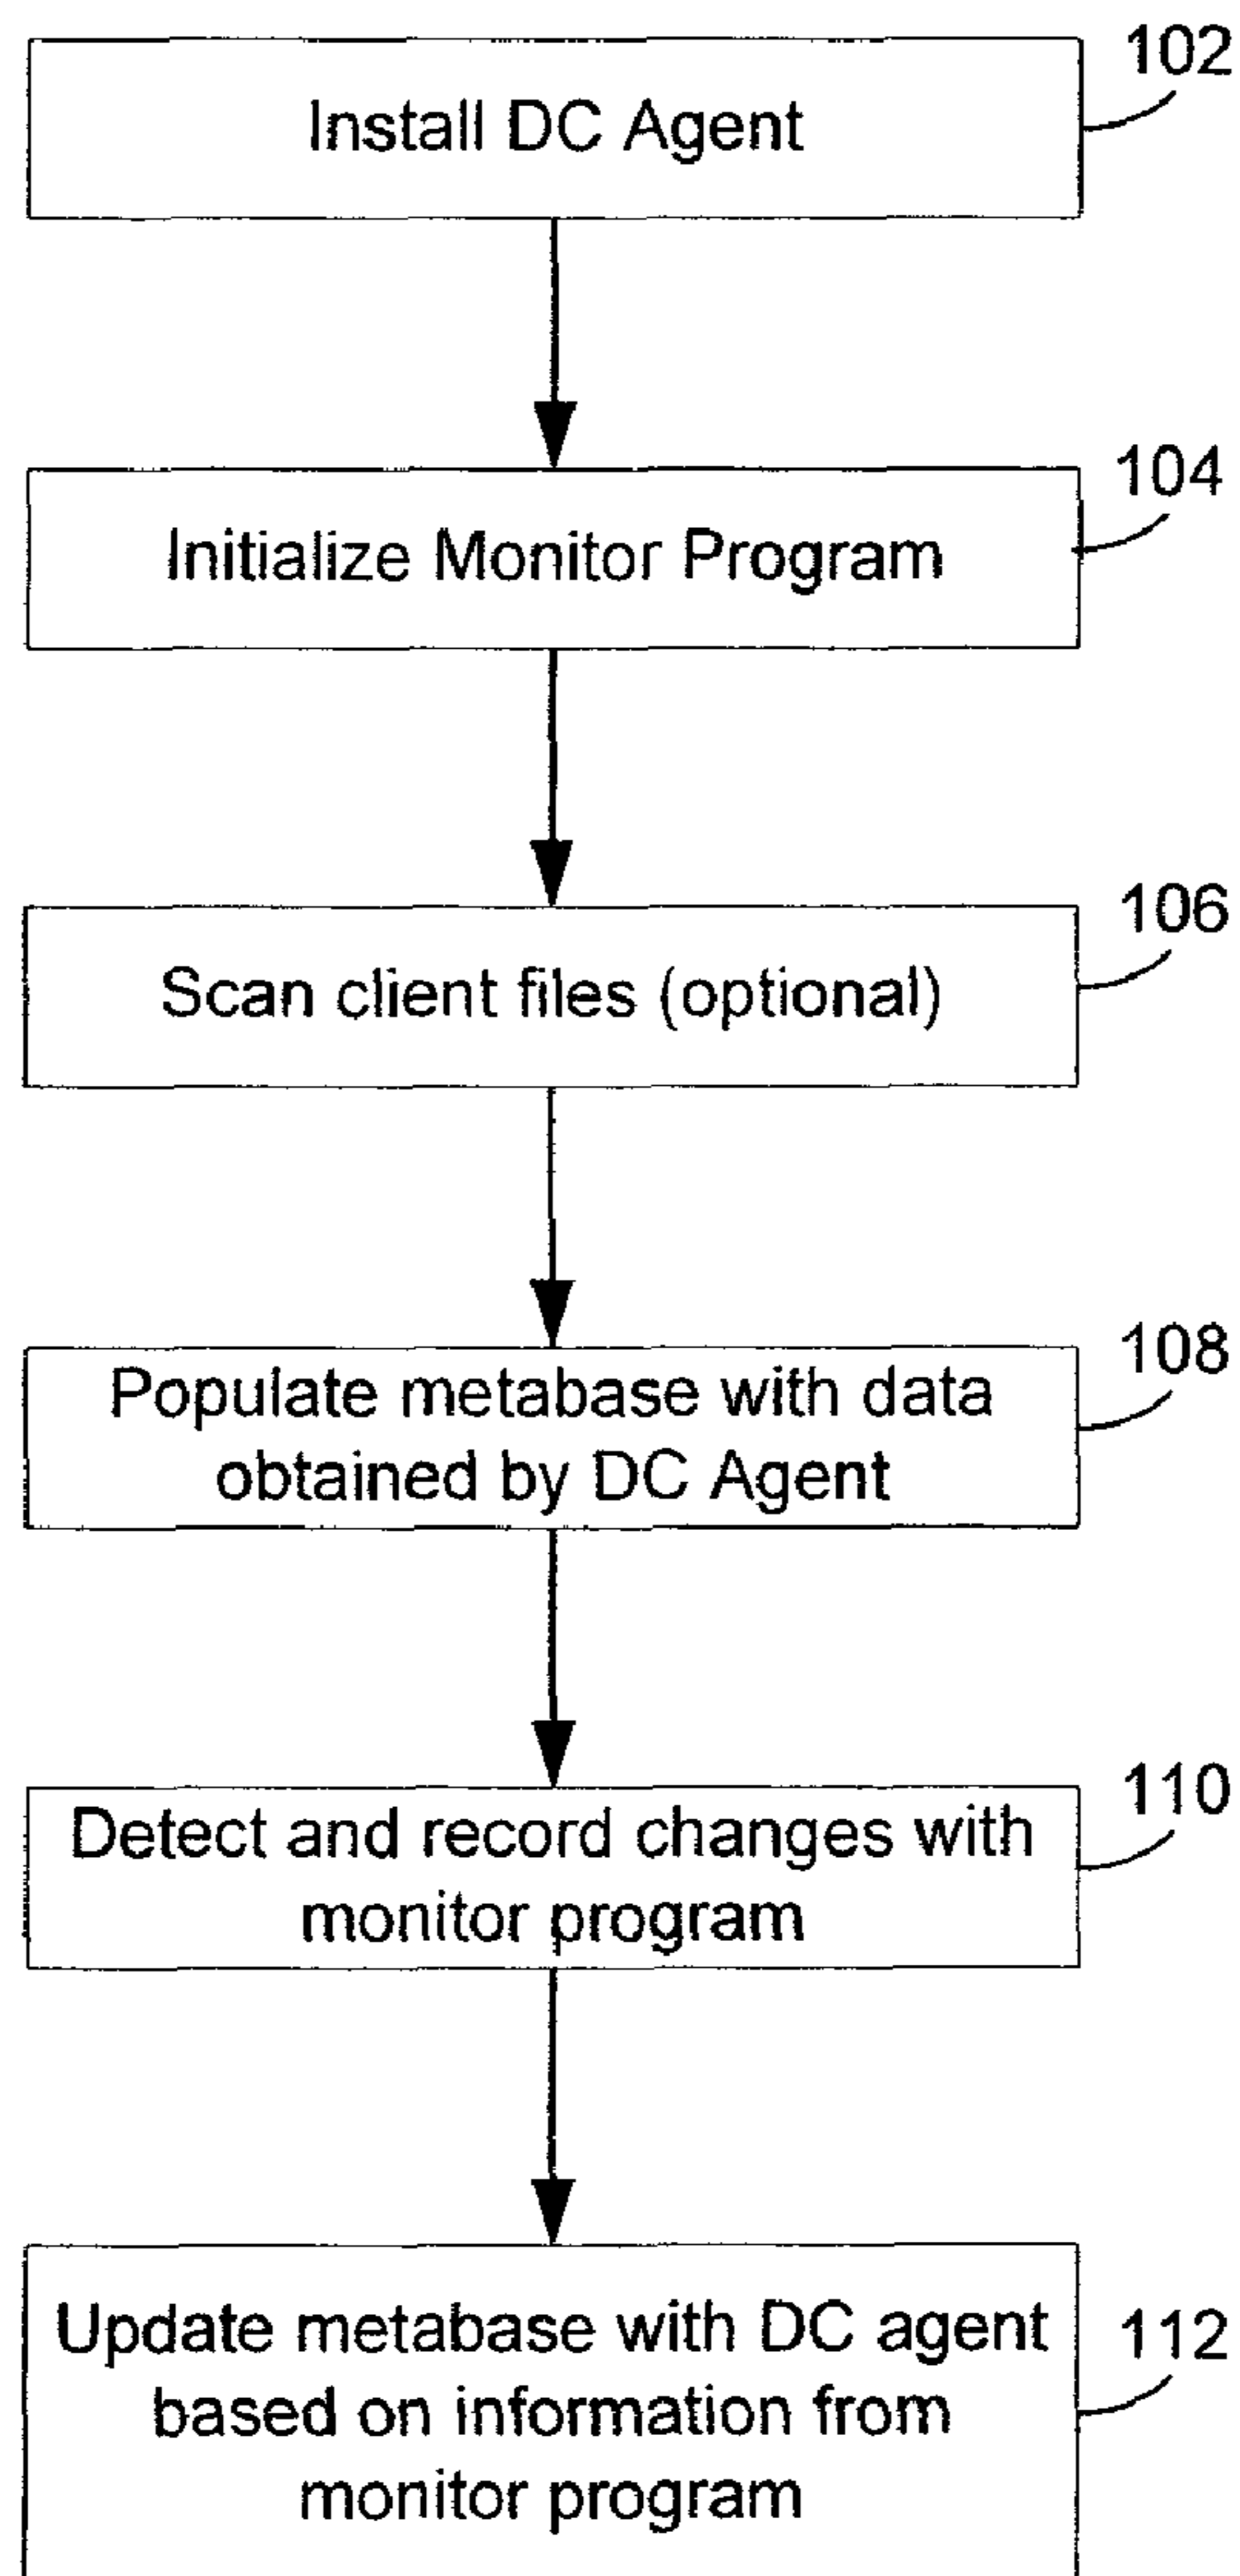 102
Install DC Agent
104
Initialize Monitor Program
106
Scan client files (optional)
108
Populate metabase with data
obtained by DC Agent
110
Detect and record changes with
monitor program
112
Update metabase with DC agent
based on information from
monitor program